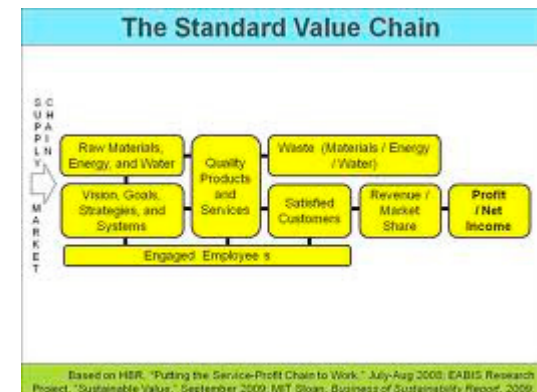 The Standard Value Chain
SUPPLY
CHAIN
MARKET
Raw Materials,
Energy, and Water
Quality
Products
and
Services
Waste (Materials / Energy
/ Water)
Vision, Goals,
Strategies, and
Systems
Satisfied
Customers
Revenue /
Market
Share
Profit
/ Net
Income
Engaged Employee s
Based on HBR, "Putting the Service-Profit Chain to Work," July-Aug 2008; EABIS Research
Project, "Sustainable Value," September 2009; MIT Sloan, Business of Sustainability Report, 2009.